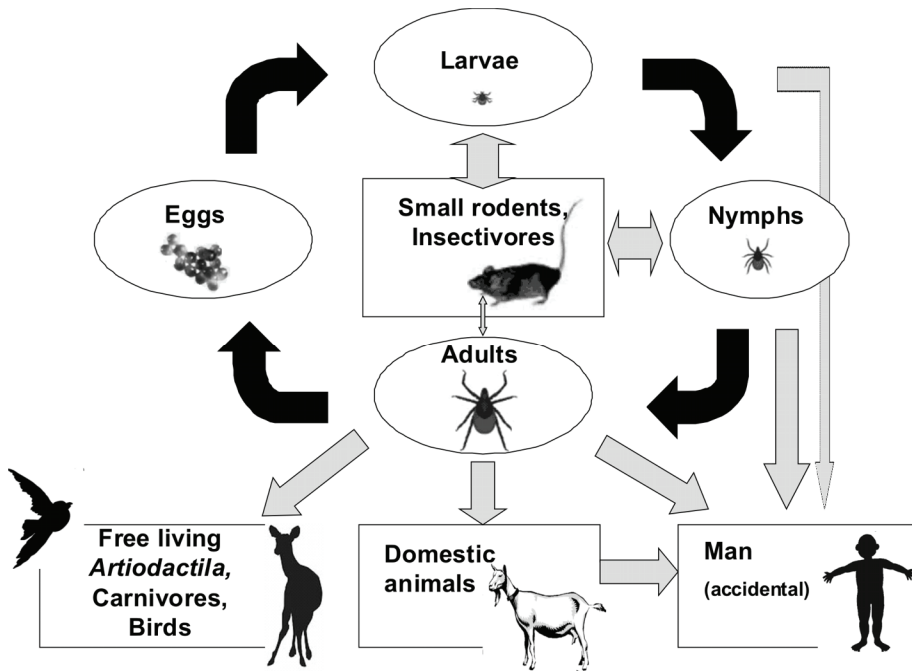 Larvae
Eggs
Small rodents,
Insectivores
Nymphs
Adults
Free living
Artiodactila,
Carnivores,
Birds
Domestic
animals
Man
(accidental)